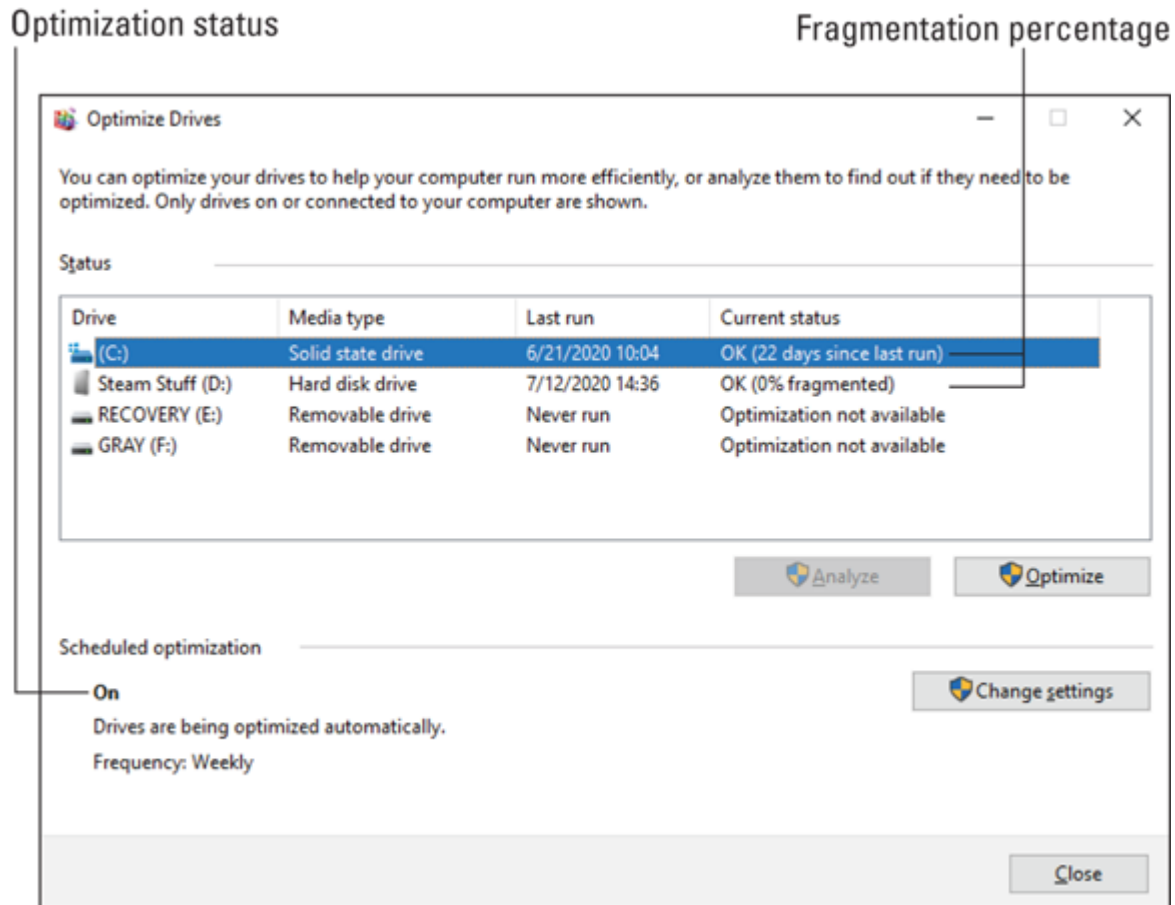 Optimization status
Fragmentation percentage
Optimize Drives
You can optimize your drives to help your computer run more efficiently, or analyze them to find out if they need to be
optimized. Only drives on or connected to your computer are shown.
Status
Drive Media type Last run Current status
(C:) Solid state drive 6/21/2020 10:04 OK (22 days since last run)
Steam Stuff (D:) Hard disk drive 7/12/2020 14:36 OK (0% fragmented)
RECOVERY (E:) Removable drive Never run Optimization not available
GRAY (F:) Removable drive Never run Optimization not available
Analyze Optimize
Scheduled optimization
On Change settings
Drives are being optimized automatically.
Frequency: Weekly
Close